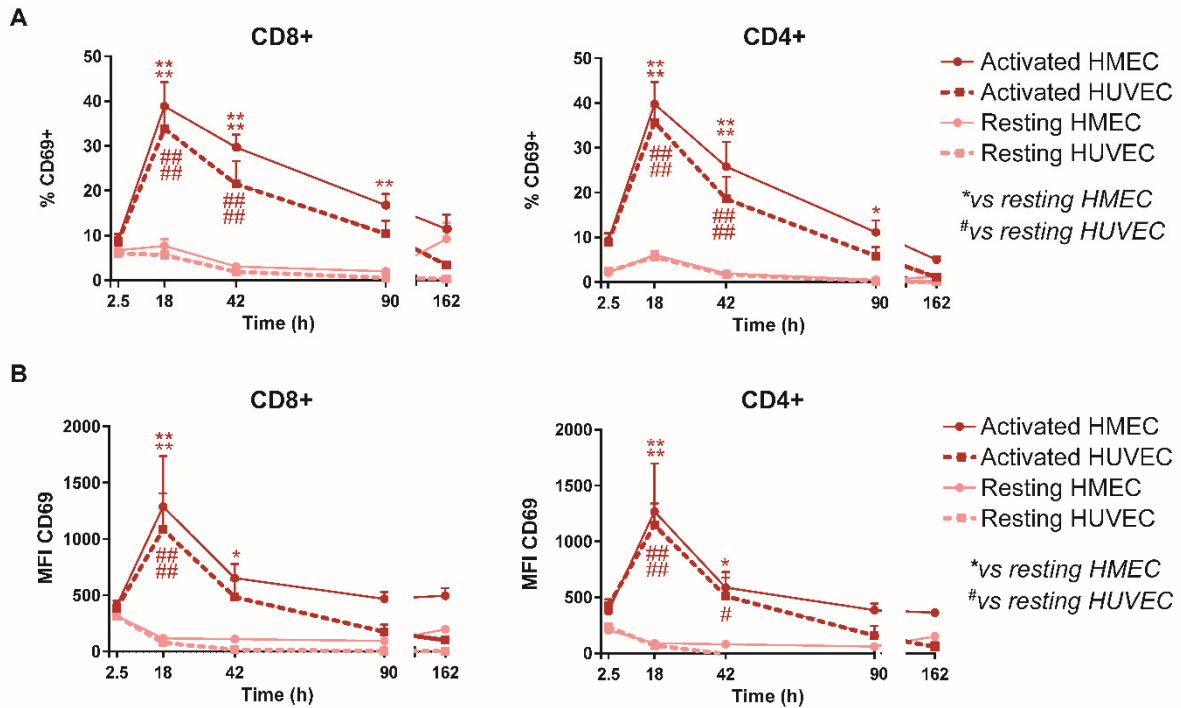 A
CD8+
CD4+
% CD69+
50
40
30
20
10
0
**
**
**
**
**
##
##
##
##
2.5 18 42 90 162
Time (h)
% CD69+
50
40
30
20
10
0
**
**
**
**
*
##
##
##
##
2.5 18 42 90 162
Time (h)
Activated HMEC
Activated HUVEC
Resting HMEC
Resting HUVEC
*vs resting HMEC
#vs resting HUVEC
B
CD8+
CD4+
MFI CD69
2000
1500
1000
500
0
**
**
*
##
##
2.5 18 42 90 162
Time (h)
MFI CD69
2000
1500
1000
500
0
**
**
*
##
##
#
2.5 18 42 90 162
Time (h)
Activated HMEC
Activated HUVEC
Resting HMEC
Resting HUVEC
*vs resting HMEC
#vs resting HUVEC